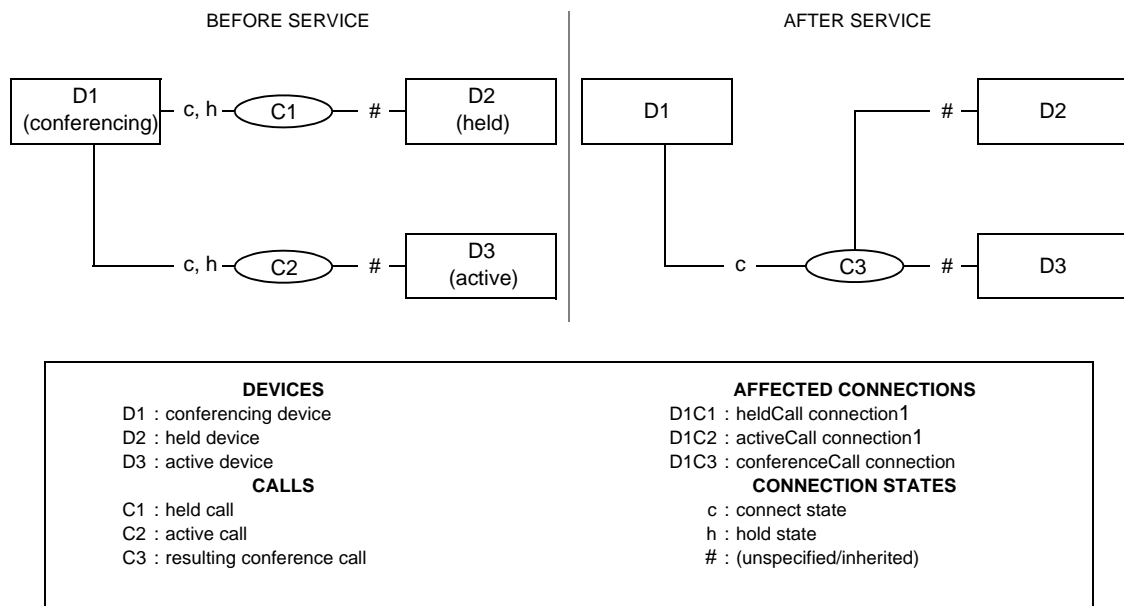 BEFORE SERVICE
AFTER SERVICE
D1
(conferencing)
c, h
C1
#
D2
(held)
c, h
C2
#
D3
(active)
D1
#
D2
c
C3
#
D3
DEVICES
D1 : conferencing device
D2 : held device
D3 : active device
CALLS
C1 : held call
C2 : active call
C3 : resulting conference call
AFFECTED CONNECTIONS
D1C1 : heldCall connection1
D1C2 : activeCall connection1
D1C3 : conferenceCall connection
CONNECTION STATES
c : connect state
h : hold state
# : (unspecified/inherited)